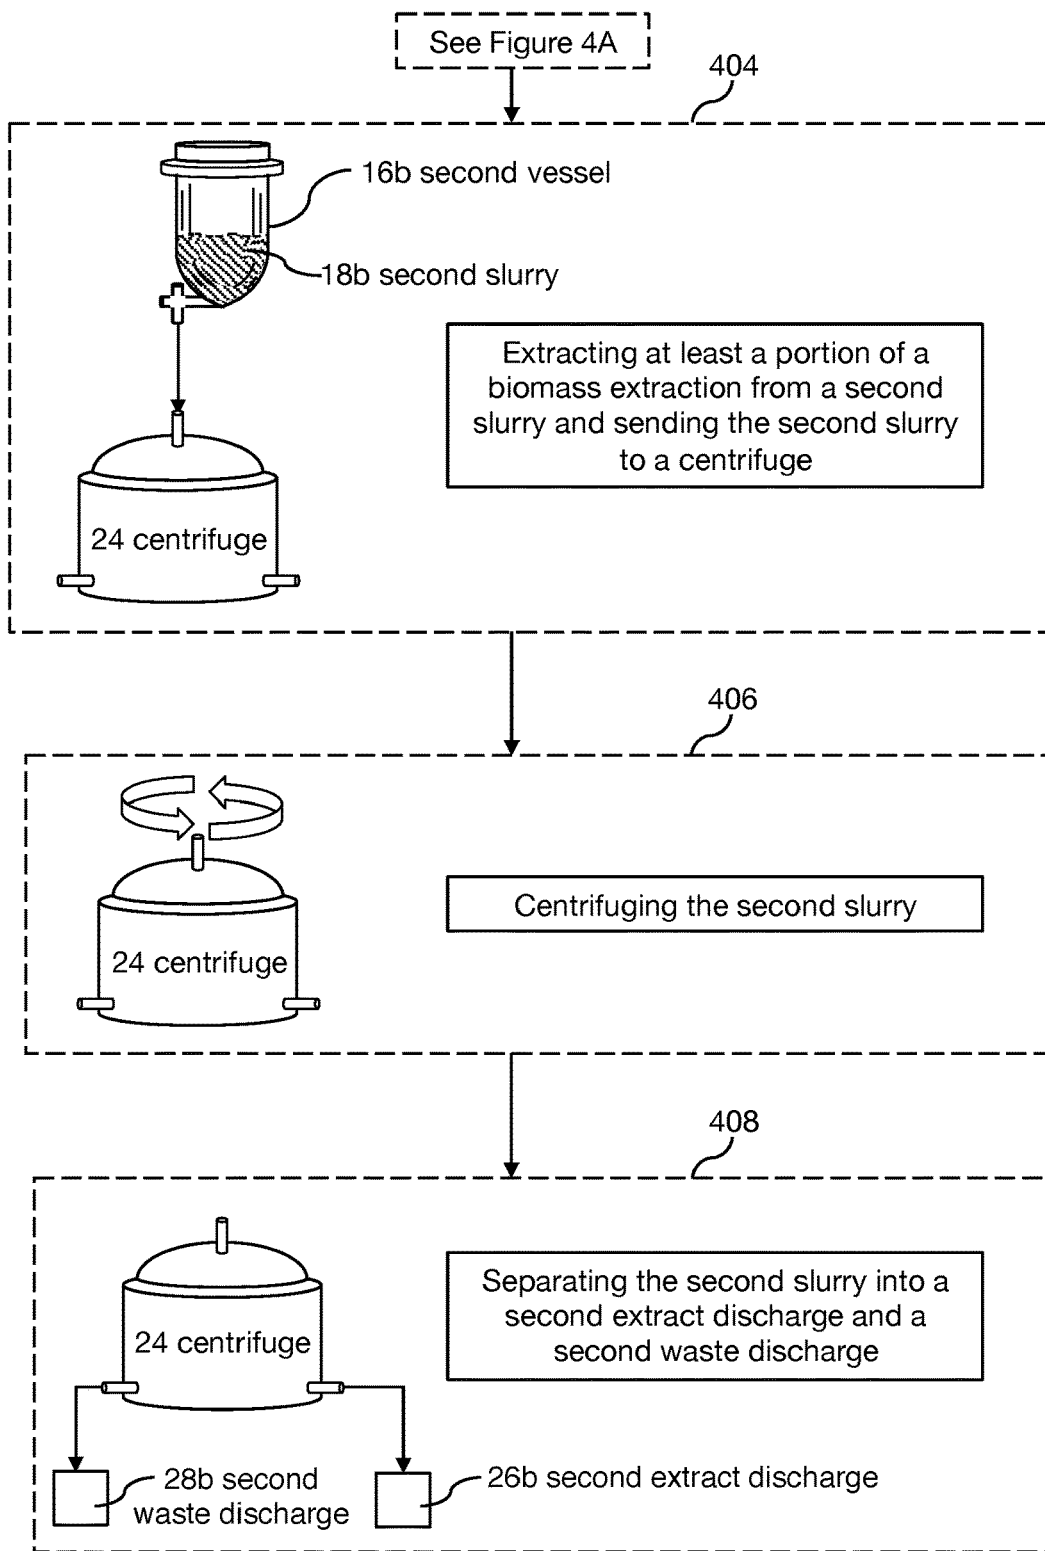 See Figure 4A
404
16b second vessel
18b second slurry
Extracting at least a portion of a
biomass extraction from a second
slurry and sending the second slurry
to a centrifuge
24 centrifuge
406
Centrifuging the second slurry
24 centrifuge
408
Separating the second slurry into a
second extract discharge and a
second waste discharge
24 centrifuge
28b second
waste discharge
26b second extract discharge